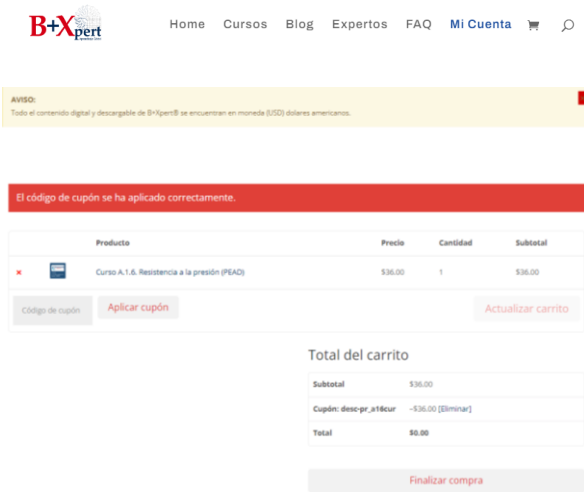 B+Xpert
Home Cursos Blog Expertos FAQ Mi Cuenta
AVISO:
Todo el contenido digital y descargable de B+Xpert® se encuentran en moneda (USD) dolares americanos.
El código de cupón se ha aplicado correctamente.
Producto Precio Cantidad Subtotal
× Curso A.1.6. Resistencia a la presión (PEAD) $36.00 1 $36.00
Código de cupón Aplicar cupón Actualizar carrito
Total del carrito
Subtotal $36.00
Cupón: desc-pr_a16cur -$36.00 [Eliminar]
Total $0.00
Finalizar compra